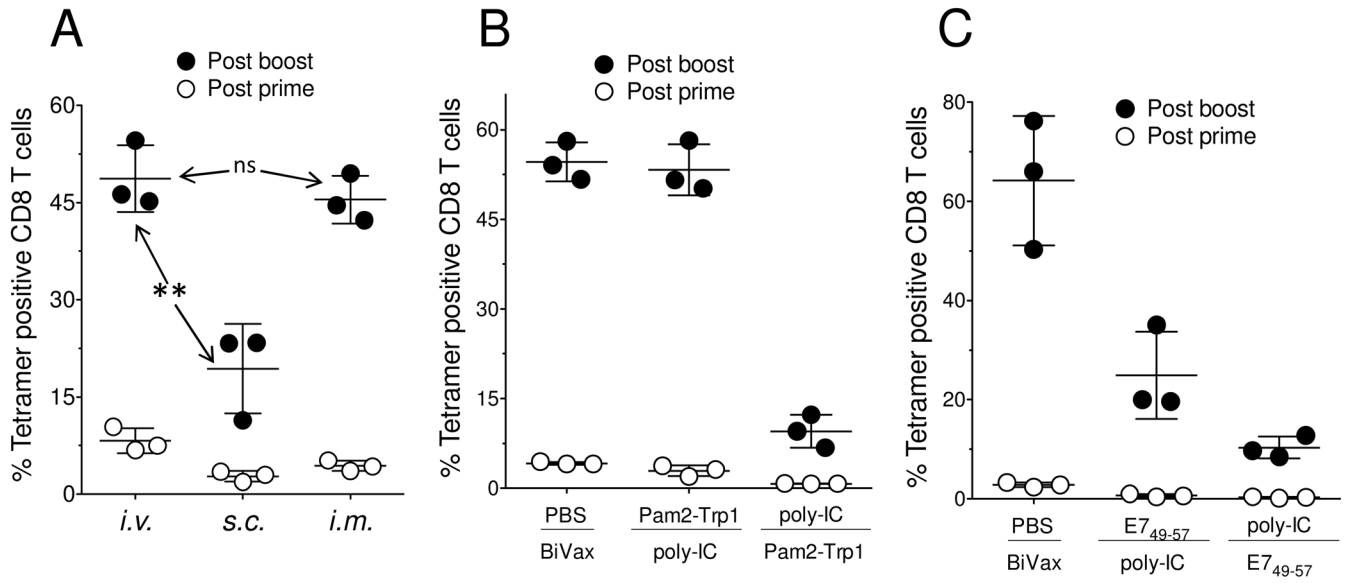 A
Post boost
Post prime
% Tetramer positive CD8 T cells
60
45
30
15
0
ns
**
i.v.
s.c.
i.m.
B
Post boost
Post prime
% Tetramer positive CD8 T cells
60
45
30
15
0
PBS
BiVax
Pam2-Trp1
poly-IC
poly-IC
Pam2-Trp1
C
Post boost
Post prime
% Tetramer positive CD8 T cells
80
60
40
20
0
PBS
BiVax
E7₄₉₋₅₇
poly-IC
poly-IC
E7₄₉₋₅₇